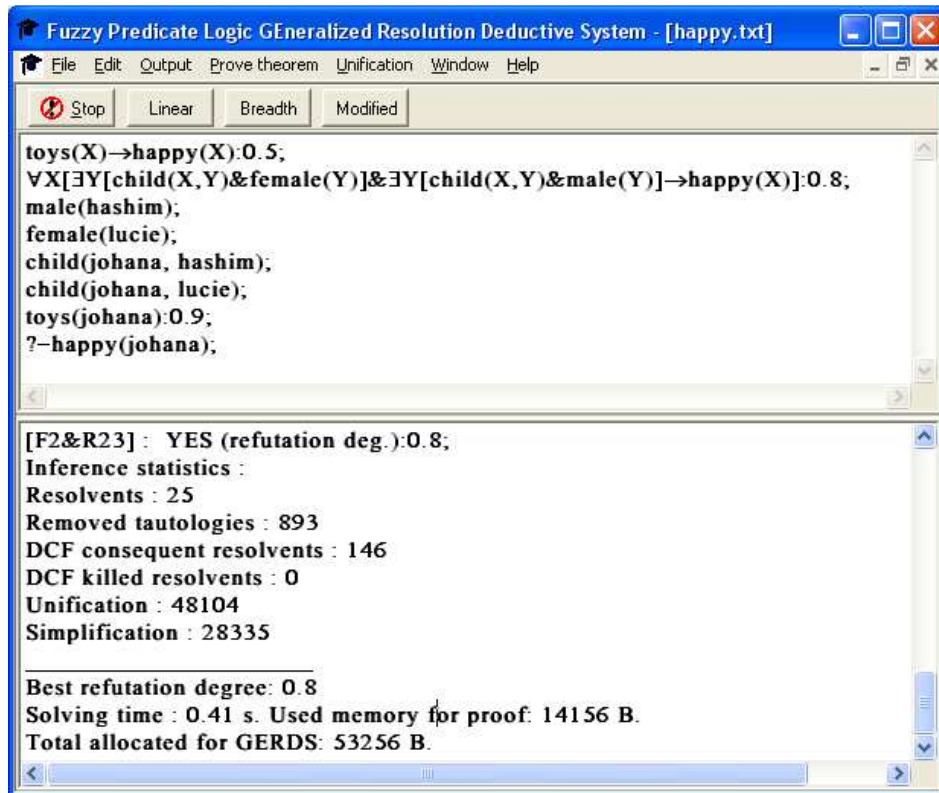 Fuzzy Predicate Logic GEneralized Resolution Deductive System - [happy.txt]
File Edit Output Prove theorem Unification Window Help
Stop Linear Breadth Modified
toys(X)→happy(X):0.5;
∀X[∃Y[child(X,Y)&female(Y)]&∃Y[child(X,Y)&male(Y)]→happy(X)]:0.8;
male(hashim);
female(lucie);
child(johana, hashim);
child(johana, lucie);
toys(johana):0.9;
?−happy(johana);
[F2&R23] : YES (refutation deg.):0.8;
Inference statistics :
Resolvents : 25
Removed tautologies : 893
DCF consequent resolvents : 146
DCF killed resolvents : 0
Unification : 48104
Simplification : 28335
Best refutation degree: 0.8
Solving time : 0.41 s. Used memory for proof: 14156 B.
Total allocated for GERDS: 53256 B.